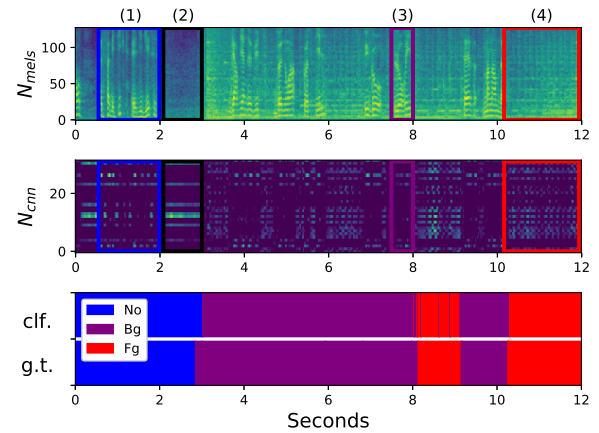 (1) (2) (3) (4)
100
50
0
N_mels
0 2 4 6 8 10 12
20
0
N_cnn
0 2 4 6 8 10 12
No
Bg
Fg
clf.
g.t.
0 2 4 6 8 10 12
Seconds